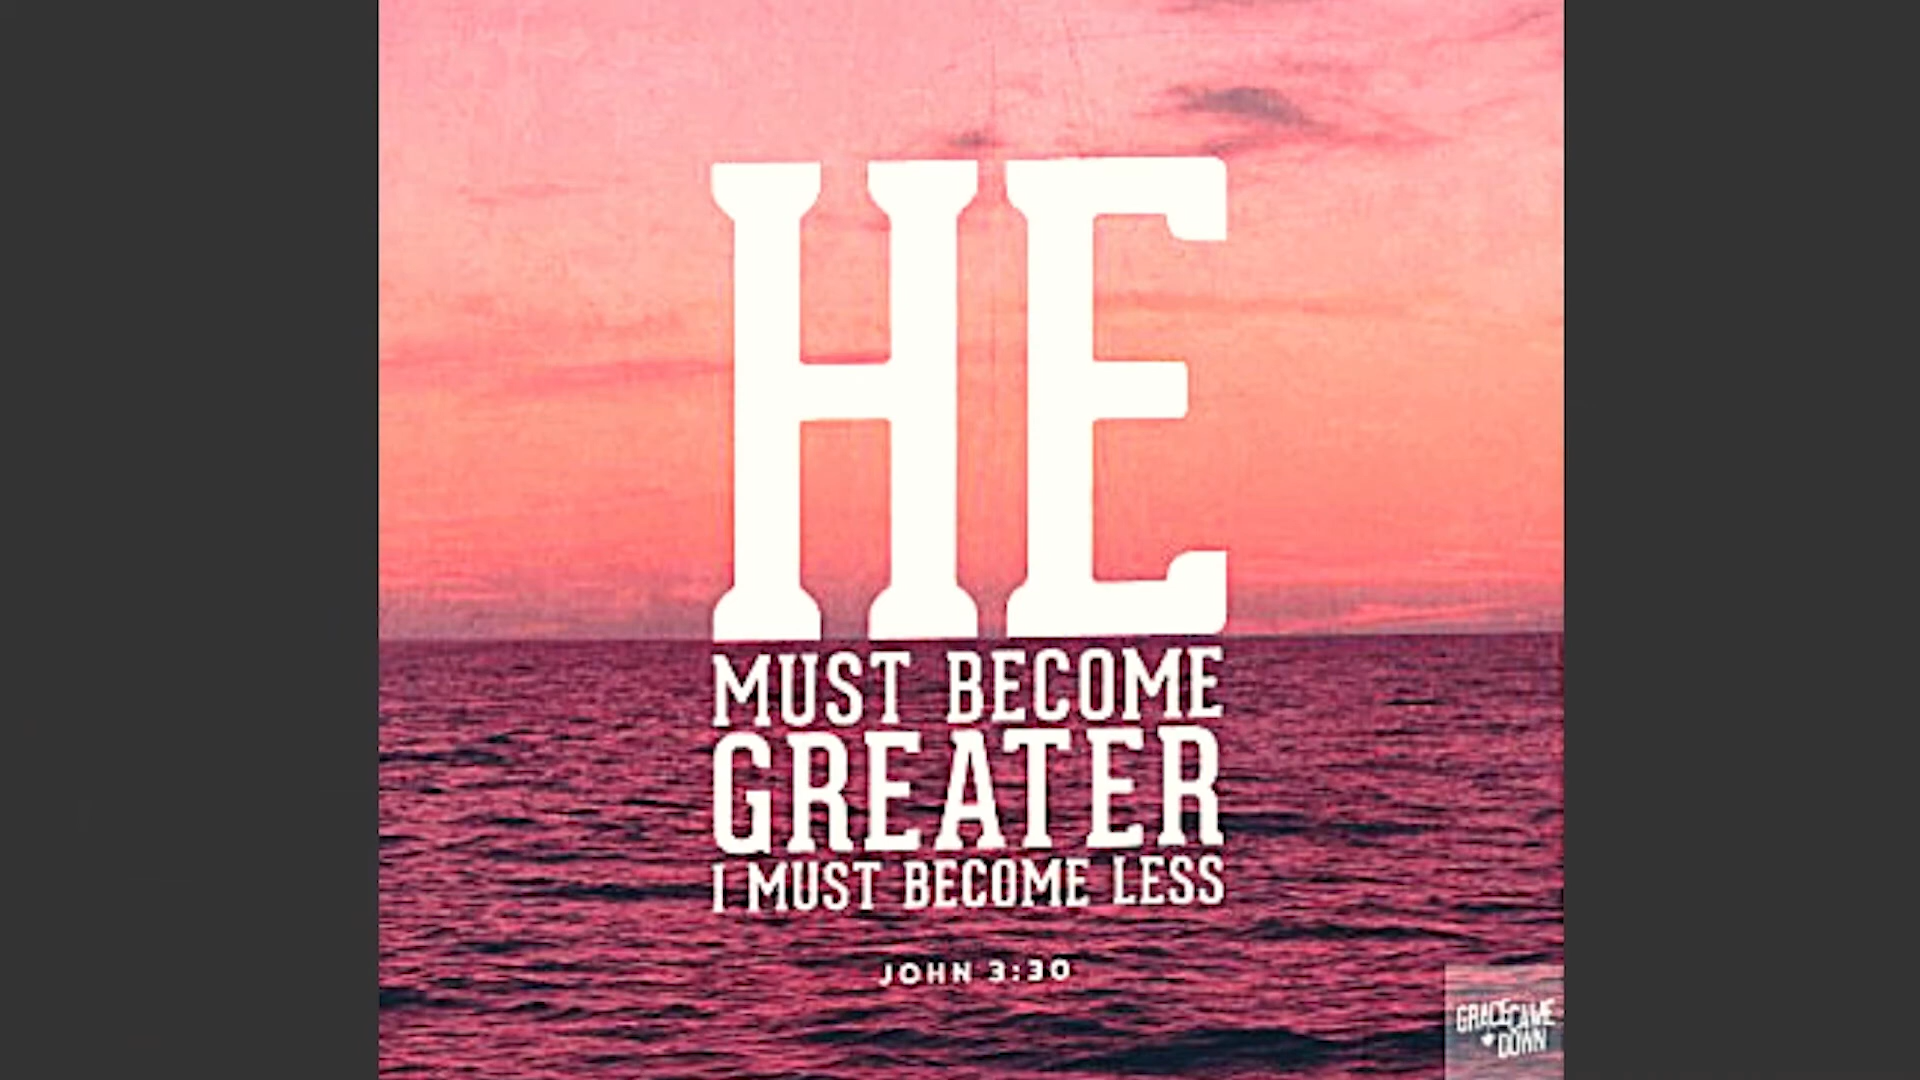 HE
MUST BECOME
GREATER
I MUST BECOME LESS
JOHN 3:30
GRACE CAME
DOWN